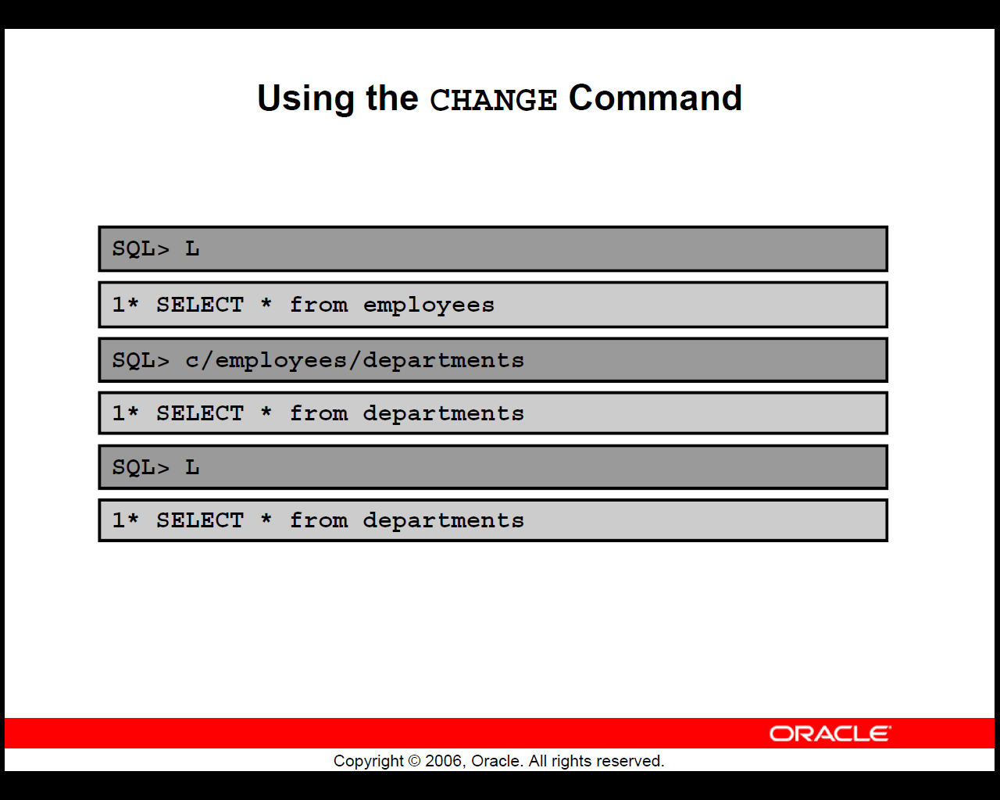 Using the CHANGE Command
SQL> L
1* SELECT * from employees
SQL> c/employees/departments
1* SELECT * from departments
SQL> L
1* SELECT * from departments
ORACLE®
Copyright © 2006, Oracle. All rights reserved.